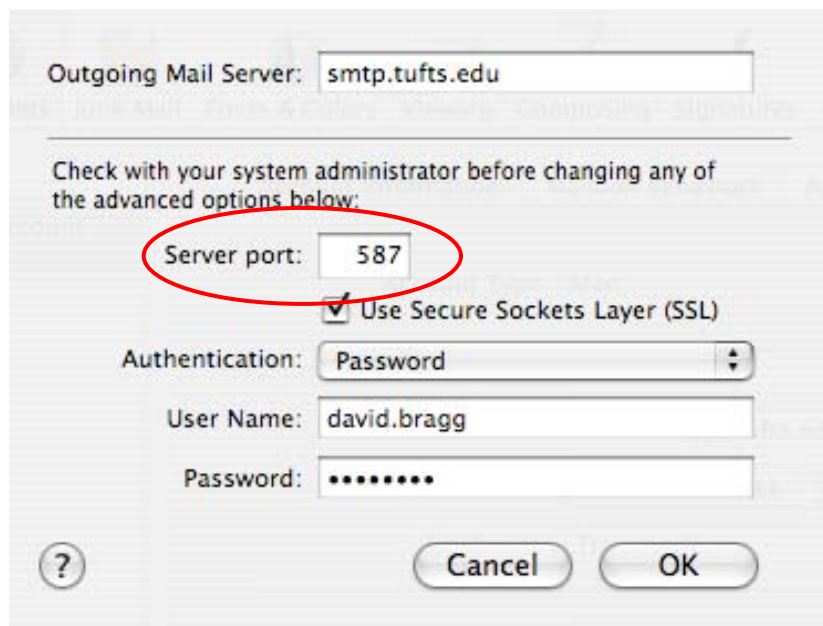 Outgoing Mail Server: smtp.tufts.edu
Check with your system administrator before changing any of
the advanced options below:
Server port: 587
Use Secure Sockets Layer (SSL)
Authentication: Password
User Name: david.bragg
Password: ••••••••
? Cancel OK